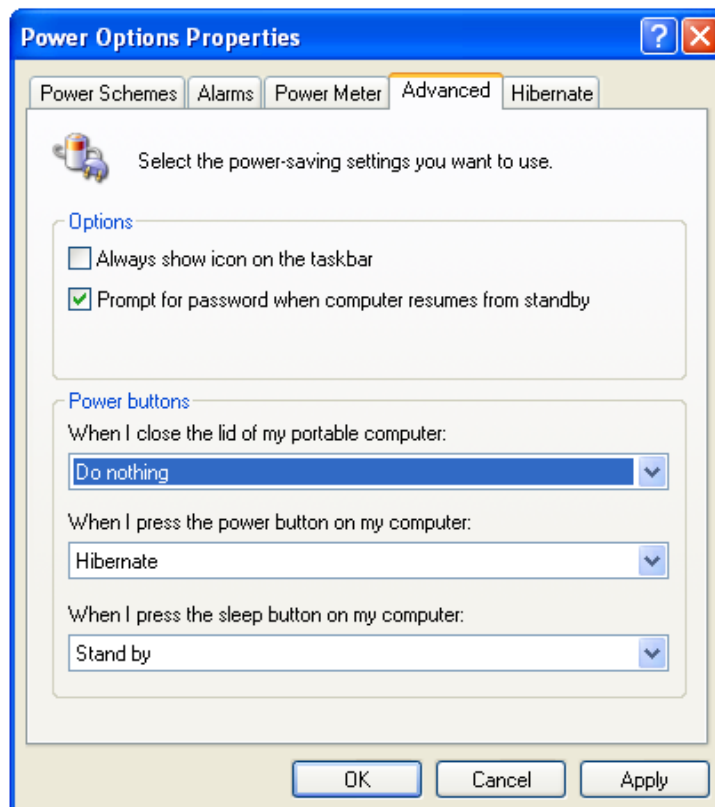 Power Options Properties
Power Schemes Alarms Power Meter Advanced Hibernate
Select the power-saving settings you want to use.
Options
Always show icon on the taskbar
Prompt for password when computer resumes from standby
Power buttons
When I close the lid of my portable computer:
Do nothing
When I press the power button on my computer:
Hibernate
When I press the sleep button on my computer:
Stand by
OK Cancel Apply